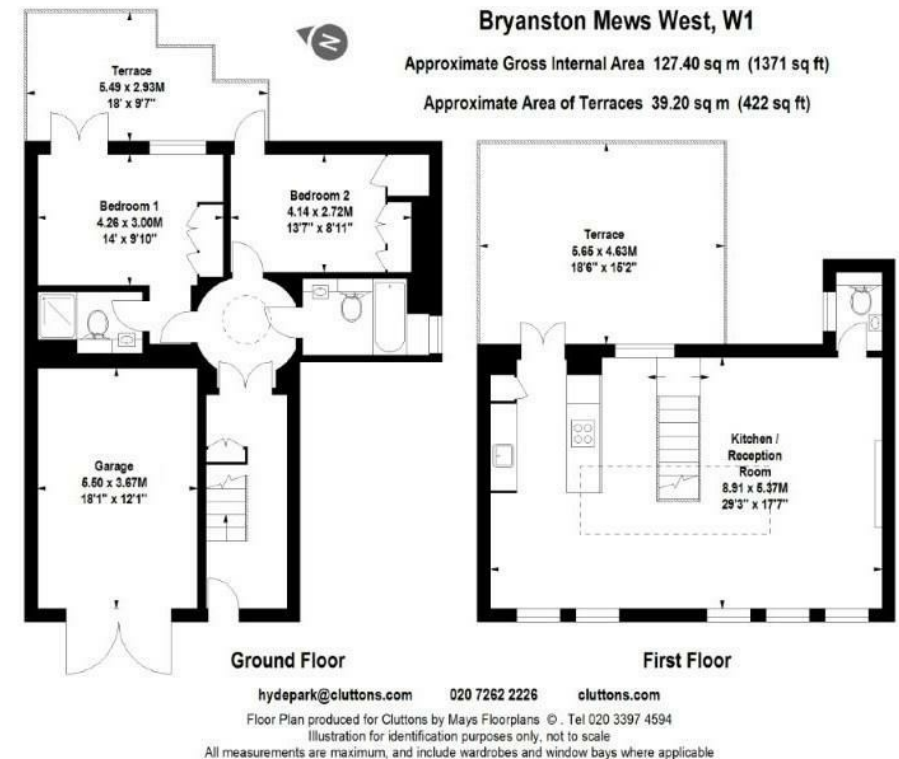 Bryanston Mews West, W1
Approximate Gross Internal Area 127.40 sq m (1371 sq ft)
Approximate Area of Terraces 39.20 sq m (422 sq ft)
N
Terrace
5.49 x 2.93M
18' x 9'7"
Bedroom 1
4.26 x 3.00M
14' x 9'10"
Bedroom 2
4.14 x 2.72M
13'7" x 8'11"
Garage
5.50 x 3.67M
18'1" x 12'1"
Ground Floor
Terrace
5.65 x 4.63M
18'6" x 15'2"
Kitchen /
Reception
Room
8.91 x 5.37M
29'3" x 17'7"
First Floor
hydepark@cluttons.com 020 7262 2226 cluttons.com
Floor Plan produced for Cluttons by Mays Floorplans © . Tel 020 3397 4594
Illustration for identification purposes only, not to scale
All measurements are maximum, and include wardrobes and window bays where applicable